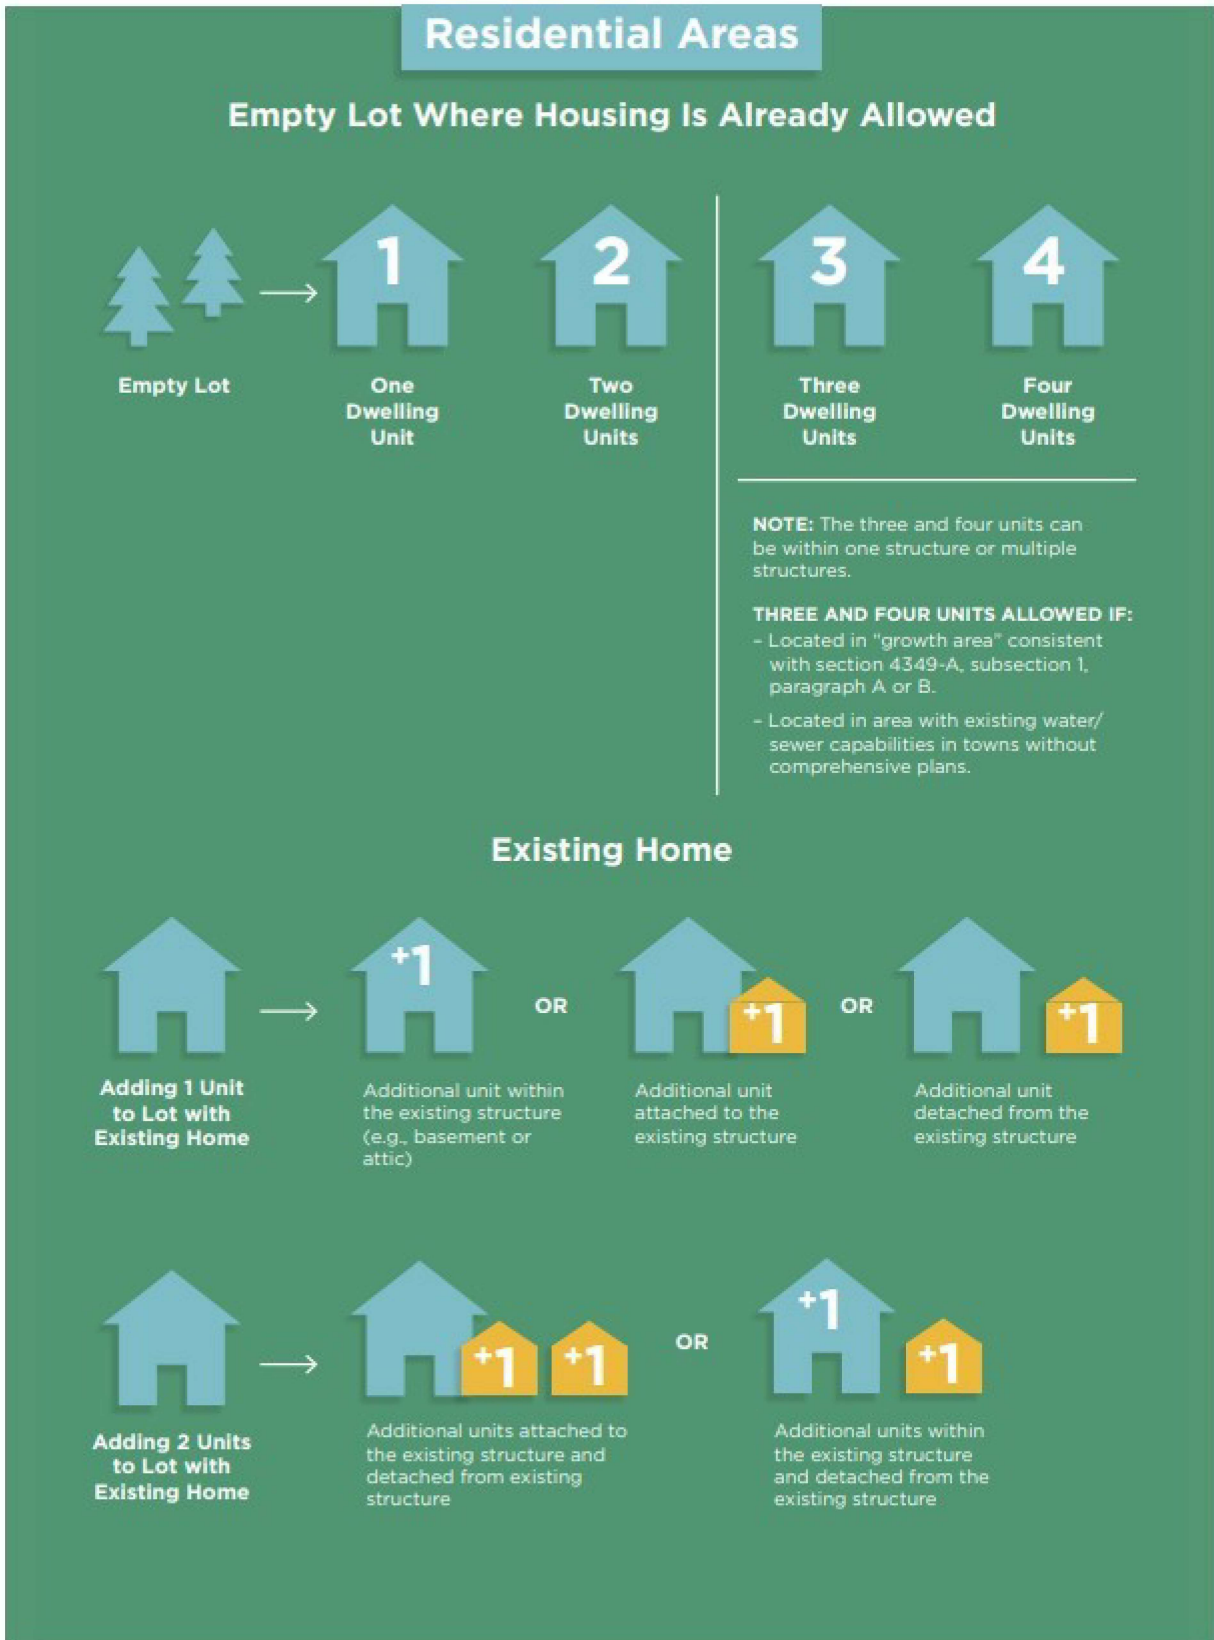 Residential Areas
Empty Lot Where Housing Is Already Allowed
1
2
3
4
Empty Lot
One
Dwelling
Unit
Two
Dwelling
Units
Three
Dwelling
Units
Four
Dwelling
Units
NOTE: The three and four units can
be within one structure or multiple
structures.
THREE AND FOUR UNITS ALLOWED IF:
– Located in “growth area” consistent
with section 4349-A, subsection 1,
paragraph A or B.
– Located in area with existing water/
sewer capabilities in towns without
comprehensive plans.
Existing Home
+1
OR
+1
OR
+1
Adding 1 Unit
to Lot with
Existing Home
Additional unit within
the existing structure
(e.g., basement or
attic)
Additional unit
attached to the
existing structure
Additional unit
detached from the
existing structure
+1
+1
OR
+1
+1
Adding 2 Units
to Lot with
Existing Home
Additional units attached to
the existing structure and
detached from existing
structure
Additional units within
the existing structure
and detached from the
existing structure